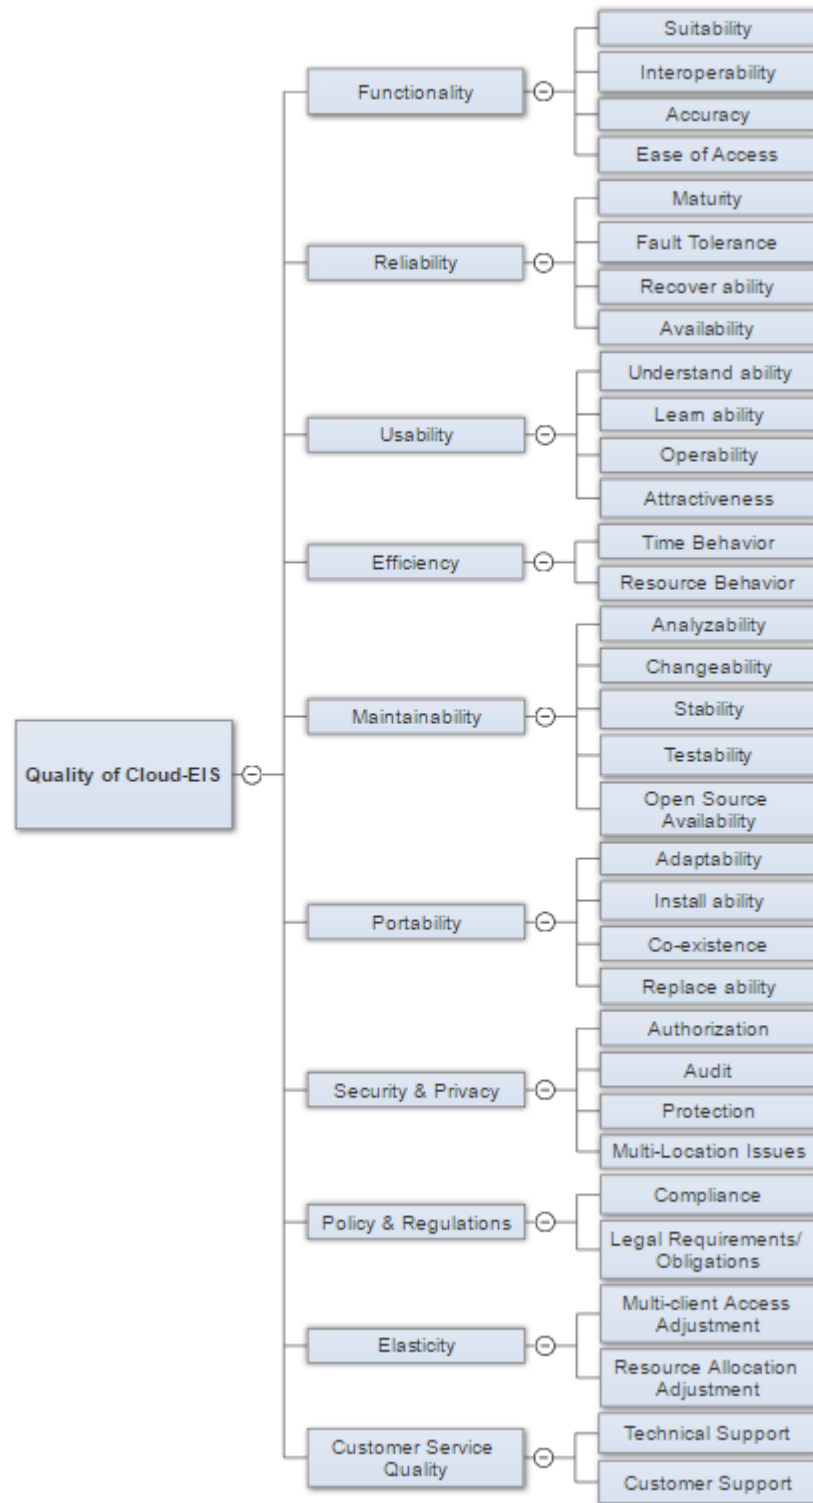 Quality of Cloud-EIS
Functionality
Suitability
Interoperability
Accuracy
Ease of Access
Reliability
Maturity
Fault Tolerance
Recover ability
Availability
Usability
Understand ability
Learn ability
Operability
Attractiveness
Efficiency
Time Behavior
Resource Behavior
Maintainability
Analyzability
Changeability
Stability
Testability
Open Source
Availability
Portability
Adaptability
Install ability
Co-existence
Replace ability
Security & Privacy
Authorization
Audit
Protection
Multi-Location Issues
Policy & Regulations
Compliance
Legal Requirements/
Obligations
Elasticity
Multi-client Access
Adjustment
Resource Allocation
Adjustment
Customer Service
Quality
Technical Support
Customer Support